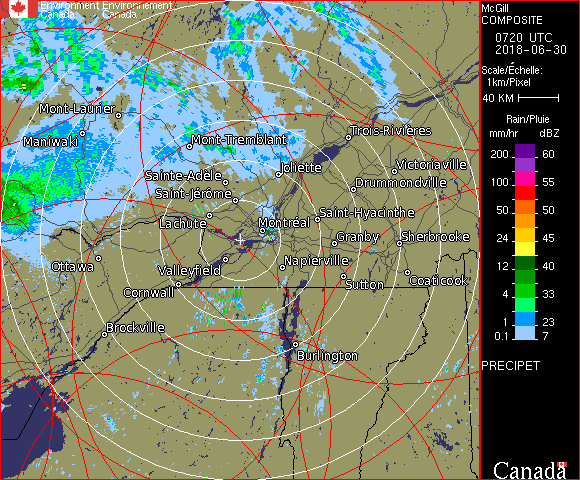 Environment Environnement
Canada Canada
McGill
COMPOSITE
0720 UTC
2018-06-30
Scale/Échelle:
1km/Pixel
40 KM
Rain/Pluie
mm/hr dBZ
200 60
100 55
50 50
24 45
12 40
4 33
1 23
0.1 7
PRECIPET
Canada
Mont-Laurier
Maniwaki
Mont-Tremblant
Trois-Rivières
Joliette
Victoriaville
Sainte-Adèle
Drummondville
Saint-Jérôme
Lachute
Saint-Hyacinthe
Montréal
Granby
Sherbrooke
Ottawa
Valleyfield
Napierville
Cornwall
Sutton
Coaticook
Brockville
Burlington